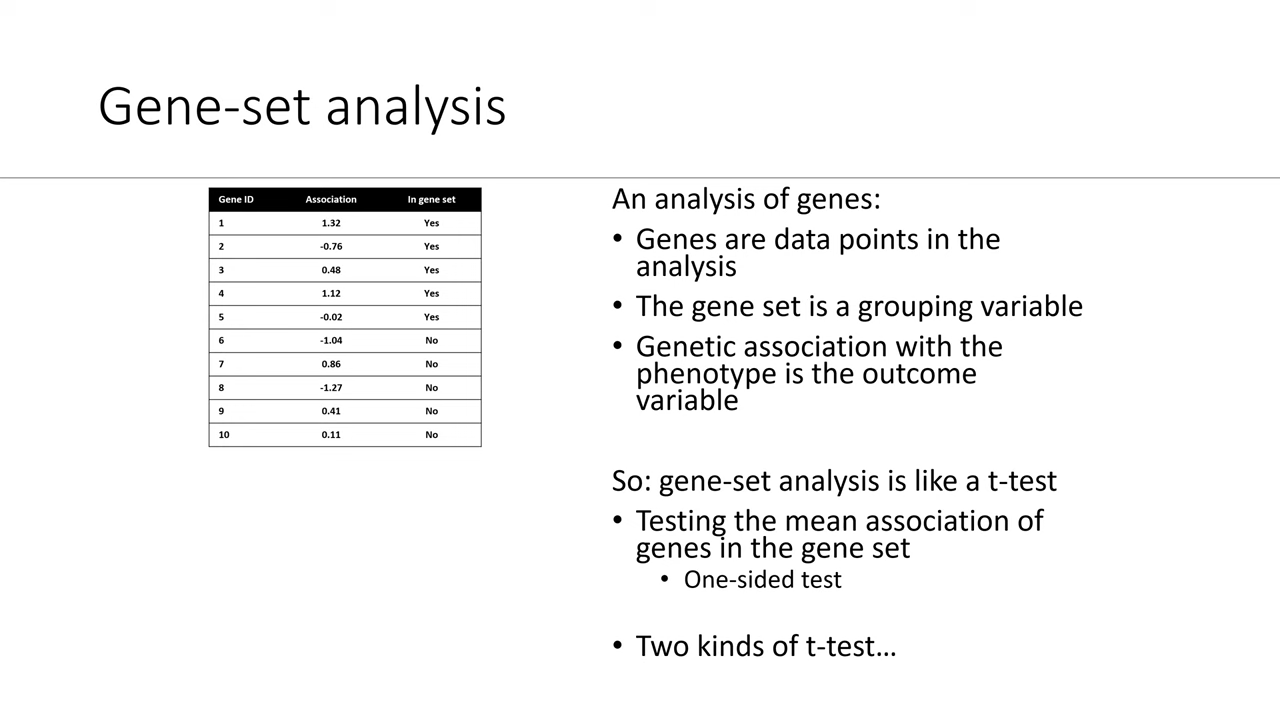 Gene-set analysis
Gene ID Association In gene set
1 1.32 Yes
2 -0.76 Yes
3 0.48 Yes
4 1.12 Yes
5 -0.02 Yes
6 -1.04 No
7 0.86 No
8 -1.27 No
9 0.41 No
10 0.11 No
An analysis of genes:
• Genes are data points in the
analysis
• The gene set is a grouping variable
• Genetic association with the
phenotype is the outcome
variable
So: gene-set analysis is like a t-test
• Testing the mean association of
genes in the gene set
• One-sided test
• Two kinds of t-test…